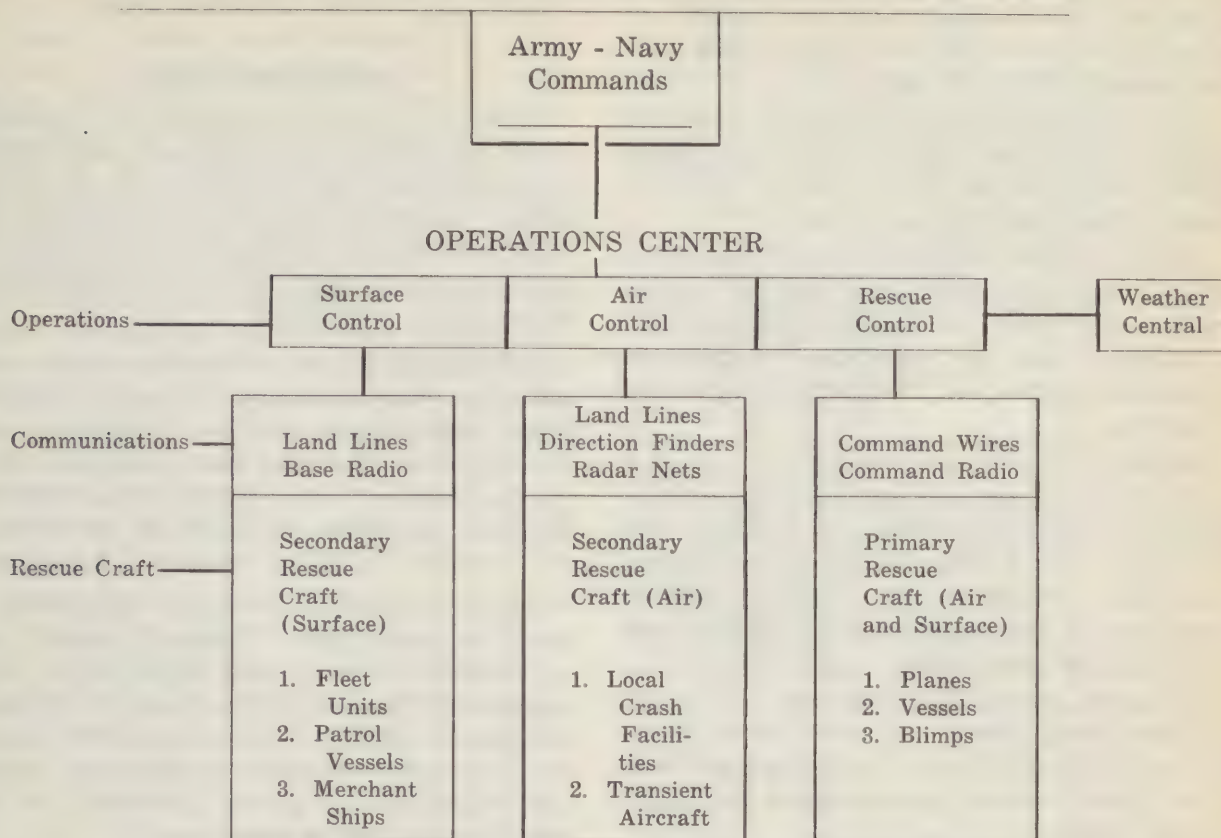 Army - Navy
Commands
OPERATIONS CENTER
Operations
Surface
Control
Air
Control
Rescue
Control
Weather
Central
Communications
Land Lines
Base Radio
Land Lines
Direction Finders
Radar Nets
Command Wires
Command Radio
Rescue Craft
Secondary
Rescue
Craft
(Surface)
1. Fleet
Units
2. Patrol
Vessels
3. Merchant
Ships
Secondary
Rescue
Craft (Air)
1. Local
Crash
Facili-
ties
2. Transient
Aircraft
Primary
Rescue
Craft (Air
and Surface)
1. Planes
2. Vessels
3. Blimps